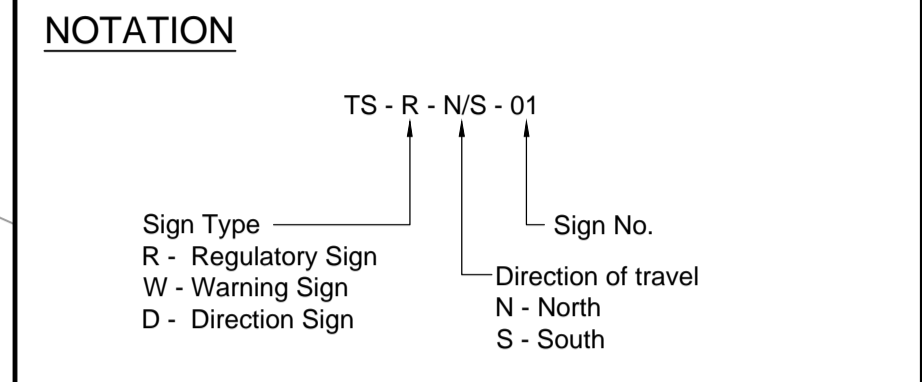 NOTATION
TS - R - N/S - 01
Sign Type
R - Regulatory Sign
W - Warning Sign
D - Direction Sign
Sign No.
Direction of travel
N - North
S - South